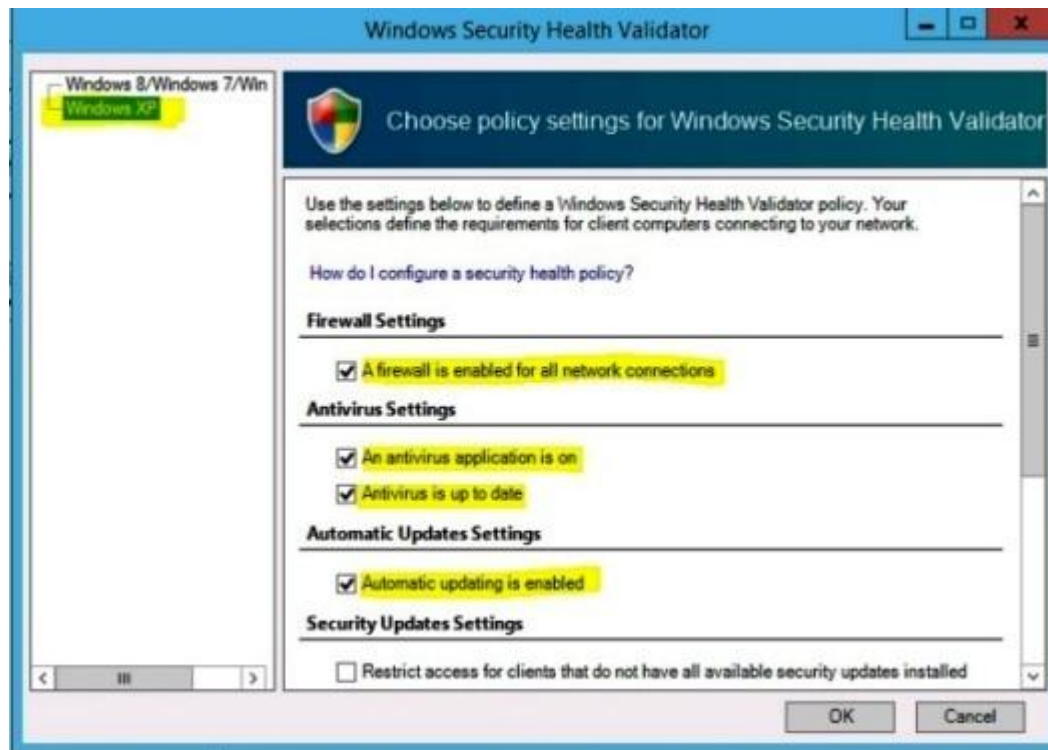 Windows Security Health Validator
Windows 8/Windows 7/Win
Windows XP
Choose policy settings for Windows Security Health Validator
Use the settings below to define a Windows Security Health Validator policy. Your
selections define the requirements for client computers connecting to your network.
How do I configure a security health policy?
Firewall Settings
A firewall is enabled for all network connections
Antivirus Settings
An antivirus application is on
Antivirus is up to date
Automatic Updates Settings
Automatic updating is enabled
Security Updates Settings
Restrict access for clients that do not have all available security updates installed
OK
Cancel